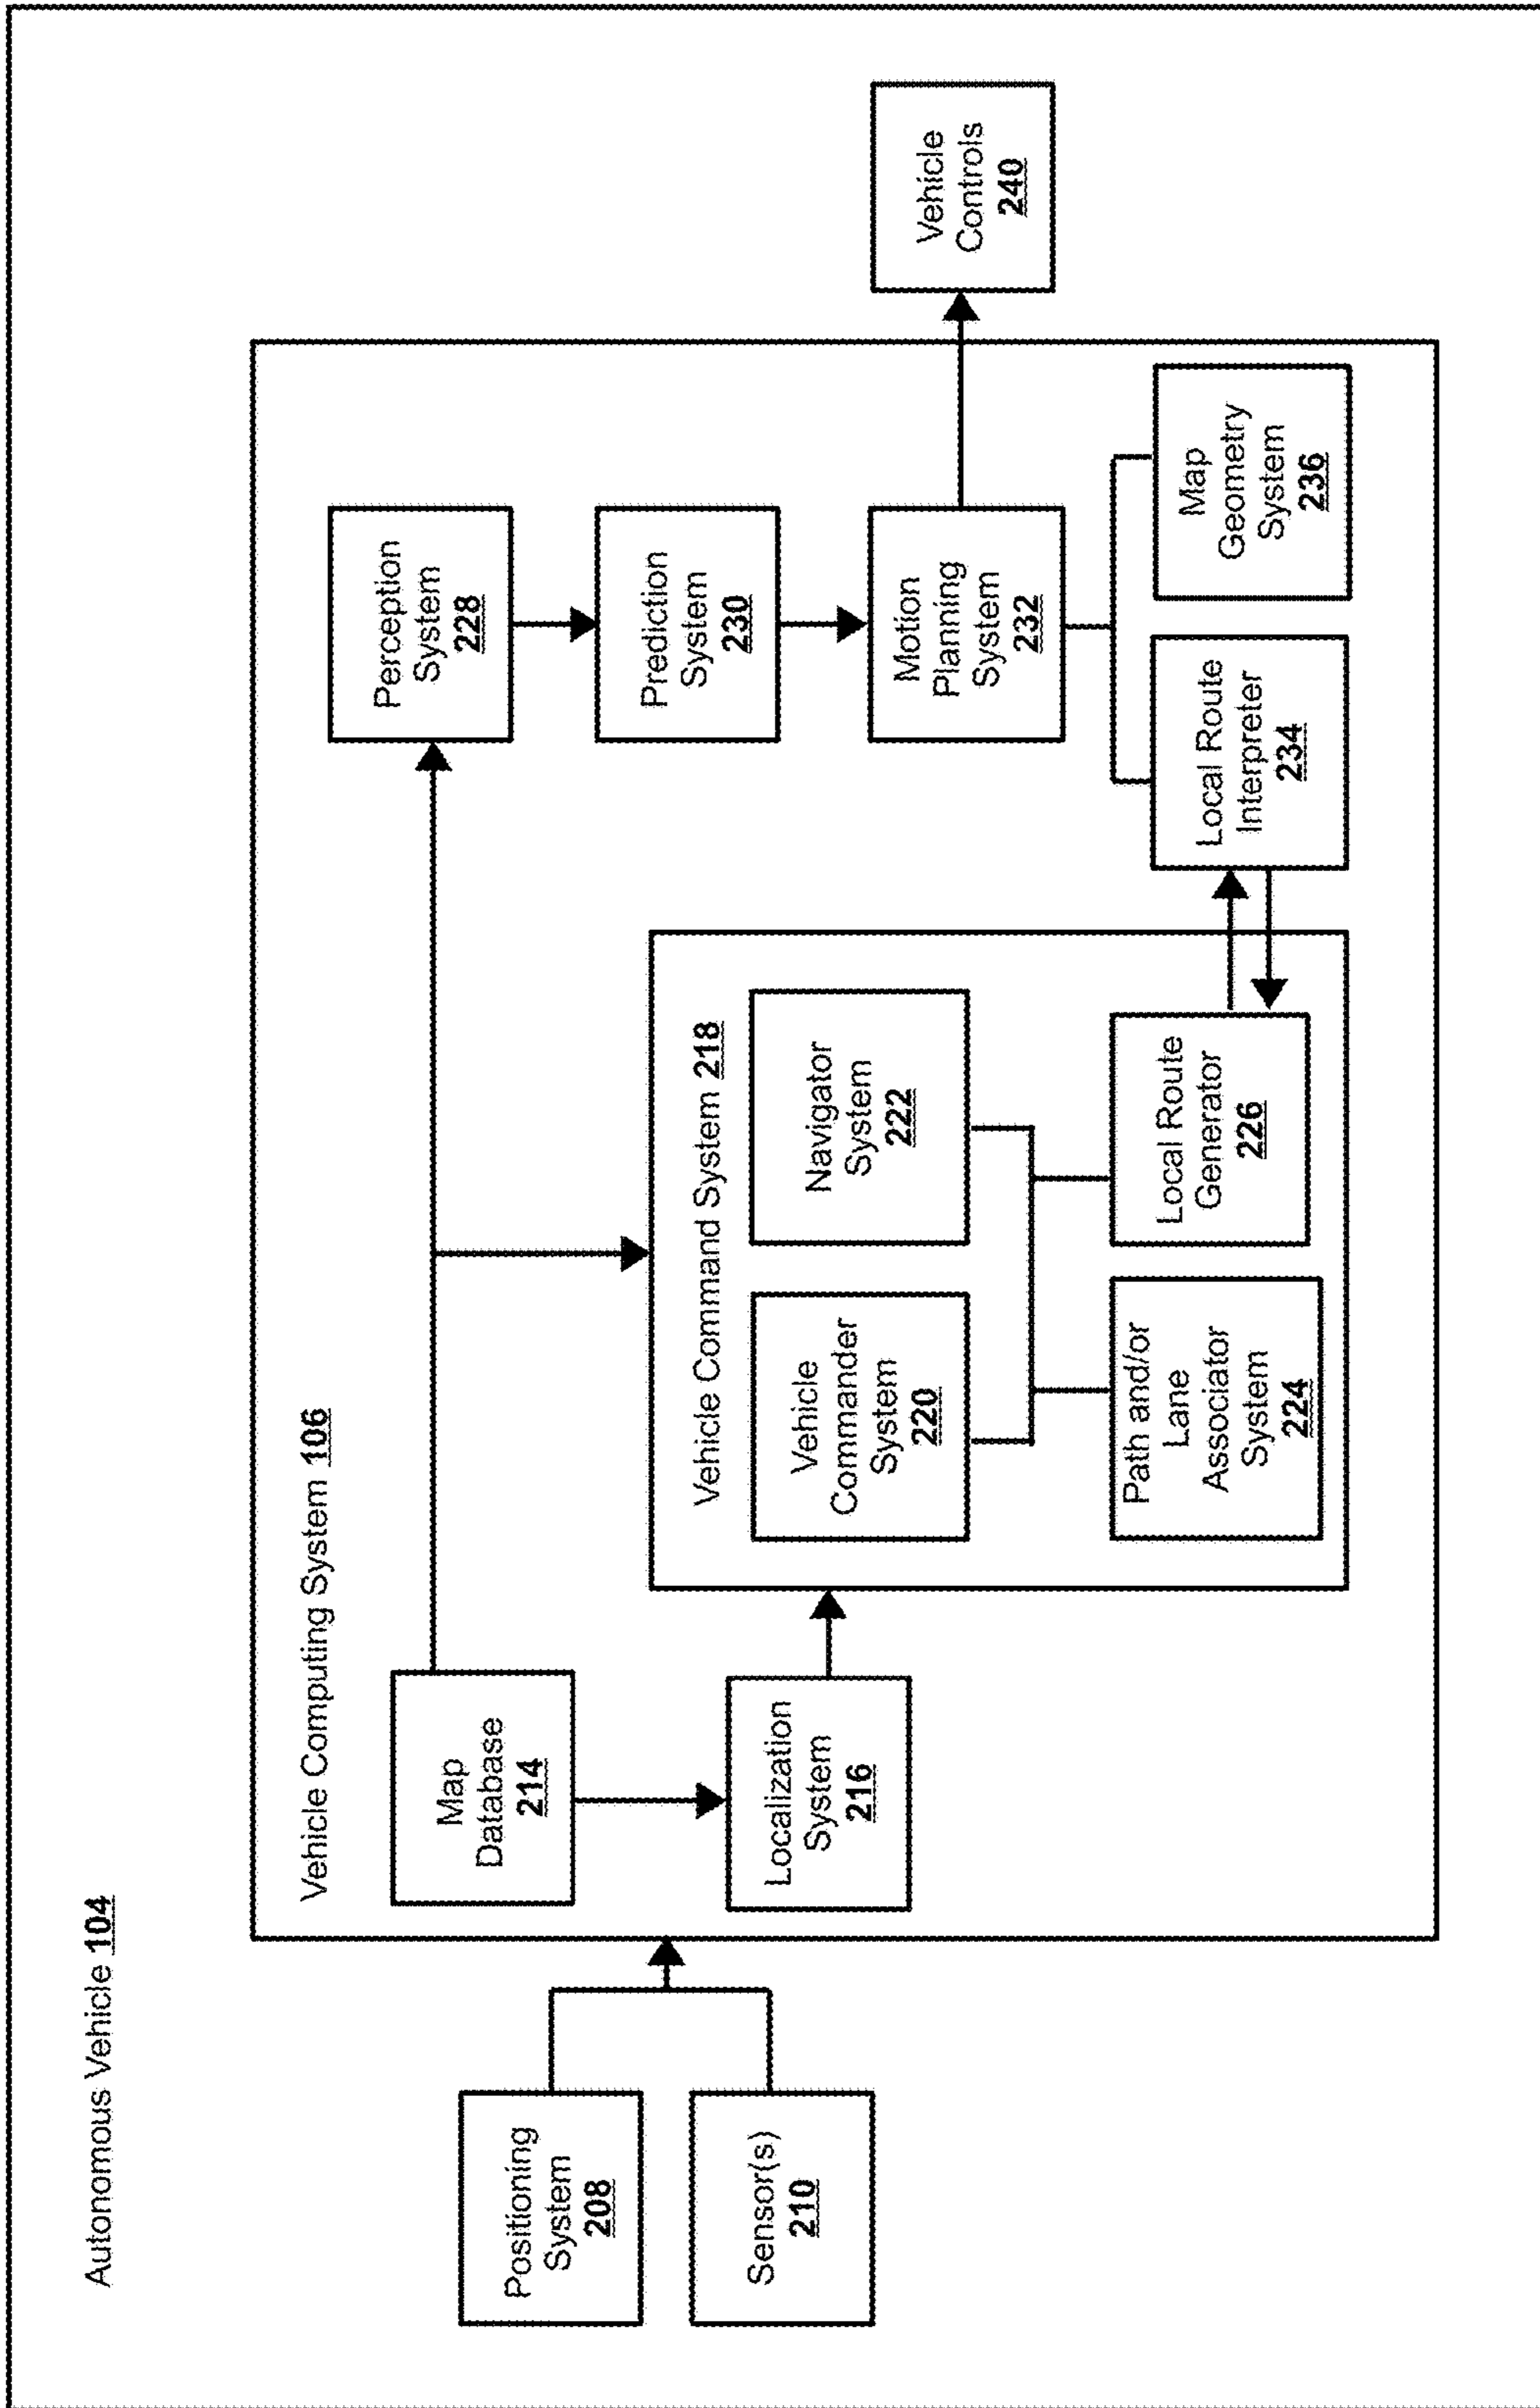 Autonomous Vehicle 104
Vehicle Computing System 106
Positioning
System
208
Sensor(s)
210
Map
Database
214
Localization
System
216
Vehicle Command System 218
Vehicle
Commander
System
220
Navigator
System
222
Path and/or
Lane
Associator
System
224
Local Route
Generator
226
Perception
System
228
Prediction
System
230
Motion
Planning
System
232
Local Route
Interpreter
234
Map
Geometry
System
236
Vehicle
Controls
240